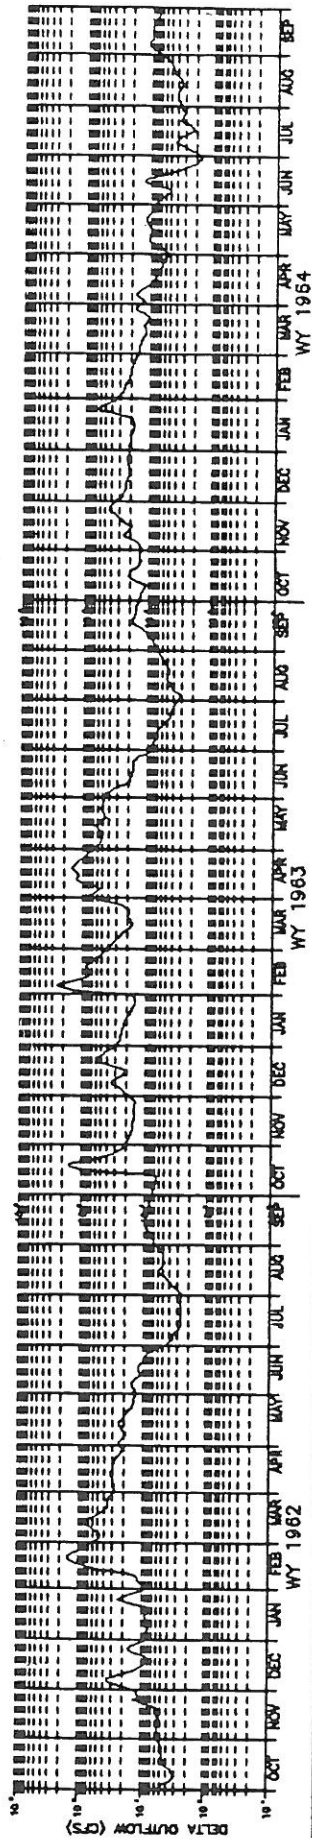 DELTA OUTFLOW (CFS)
OCT NOV DEC JAN FEB MAR APR MAY JUN JUL AUG SEP OCT NOV DEC JAN FEB MAR APR MAY JUN JUL AUG SEP OCT NOV DEC JAN FEB MAR APR MAY JUN JUL AUG SEP
WY 1962 WY 1963 WY 1964